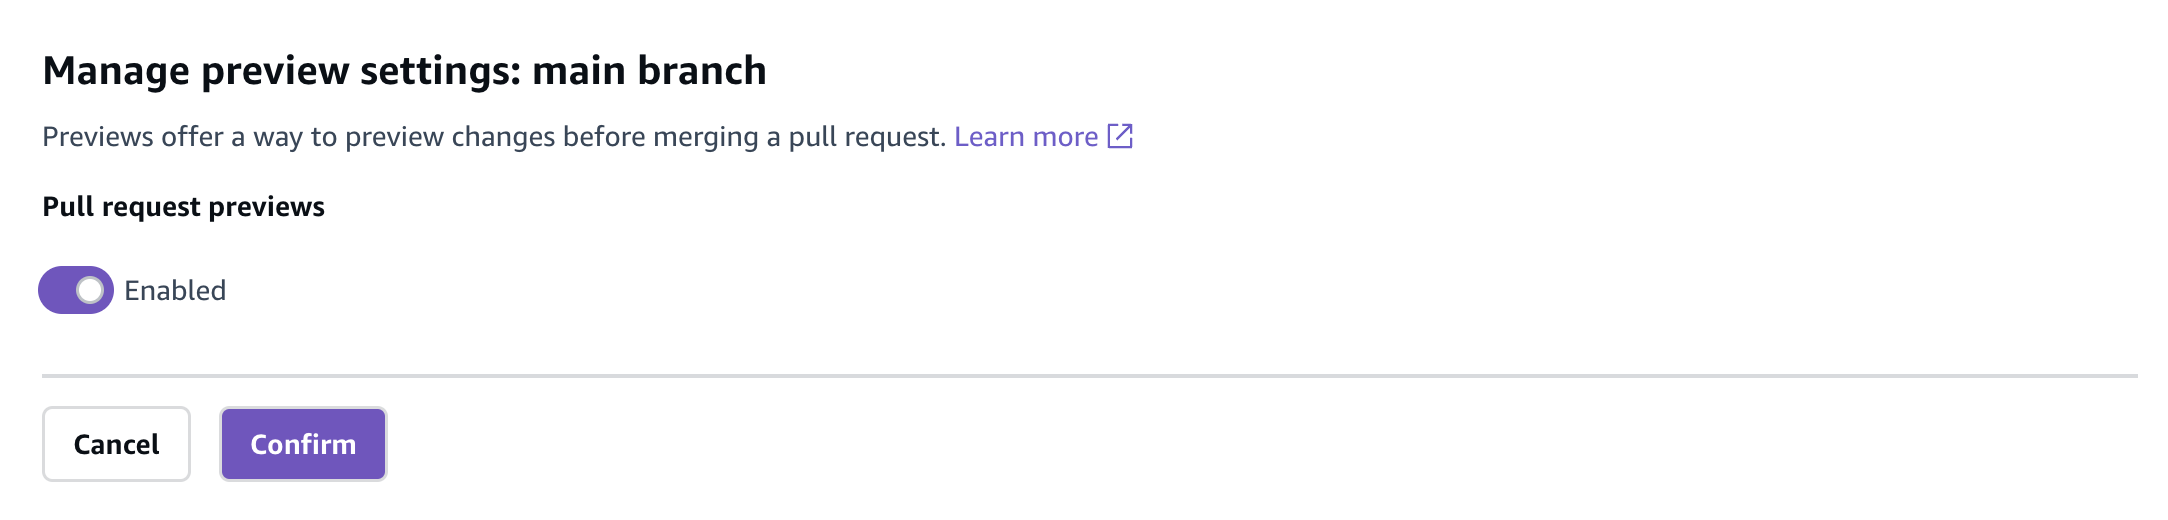 Manage preview settings: main branch
Previews offer a way to preview changes before merging a pull request. Learn more
Pull request previews
Enabled
Cancel
Confirm